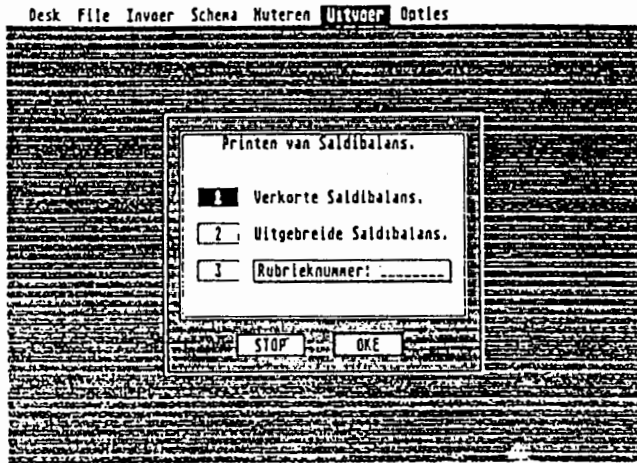 Desk File Invoer Schema Muteren Uitvoer Opties
Printen van Saldibalans.
1 Verkorte Saldibalans.
2 Uitgebreide Saldibalans.
3 Rubrieknummer: ________
STOP OKE